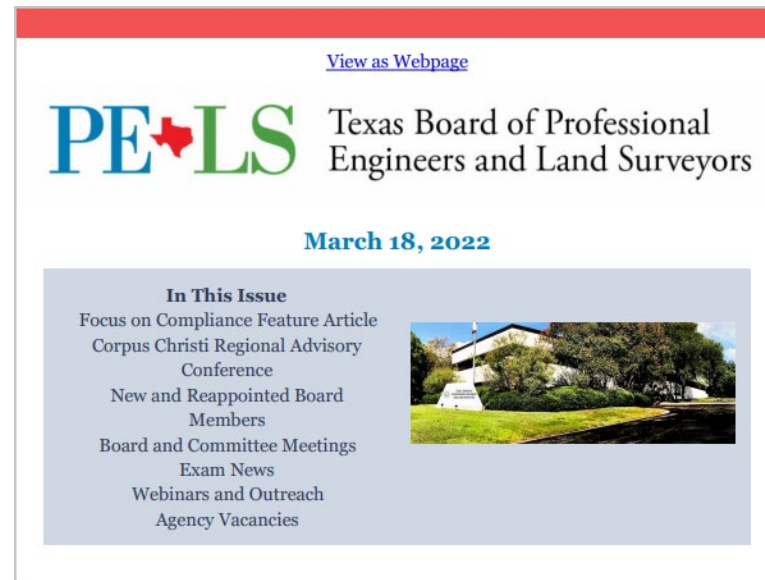 View as Webpage
PE LS
Texas Board of Professional
Engineers and Land Surveyors
March 18, 2022
In This Issue
Focus on Compliance Feature Article
Corpus Christi Regional Advisory
Conference
New and Reappointed Board
Members
Board and Committee Meetings
Exam News
Webinars and Outreach
Agency Vacancies